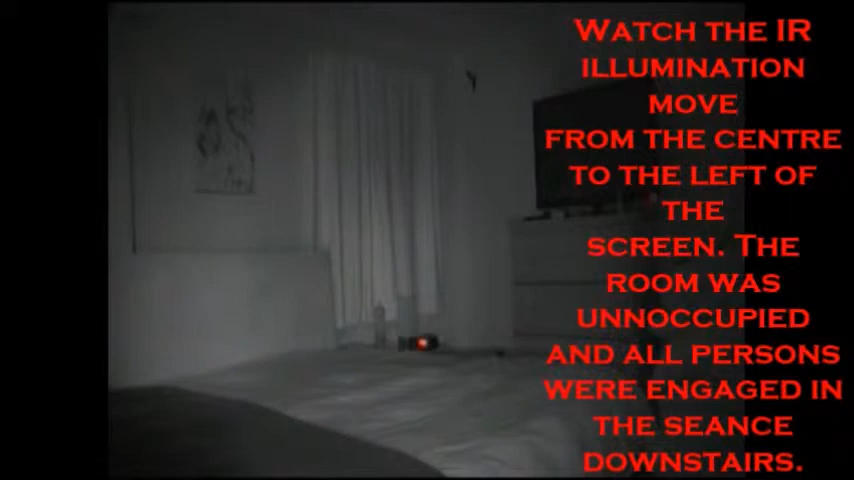 WATCH THE IR
ILLUMINATION
MOVE
FROM THE CENTRE
TO THE LEFT OF
THE
SCREEN. THE
ROOM WAS
UNNOCCUPIED
AND ALL PERSONS
WERE ENGAGED IN
THE SEANCE
DOWNSTAIRS.